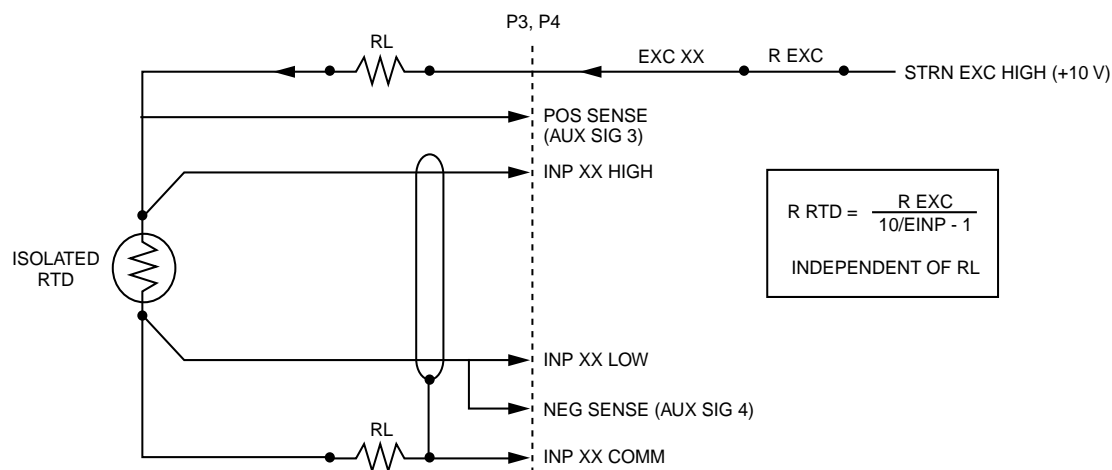 P3, P4
RL
EXC XX
R EXC
STRN EXC HIGH (+10 V)
POS SENSE
(AUX SIG 3)
INP XX HIGH
R RTD = R EXC
10/EINP - 1
INDEPENDENT OF RL
ISOLATED
RTD
INP XX LOW
NEG SENSE (AUX SIG 4)
RL
INP XX COMM